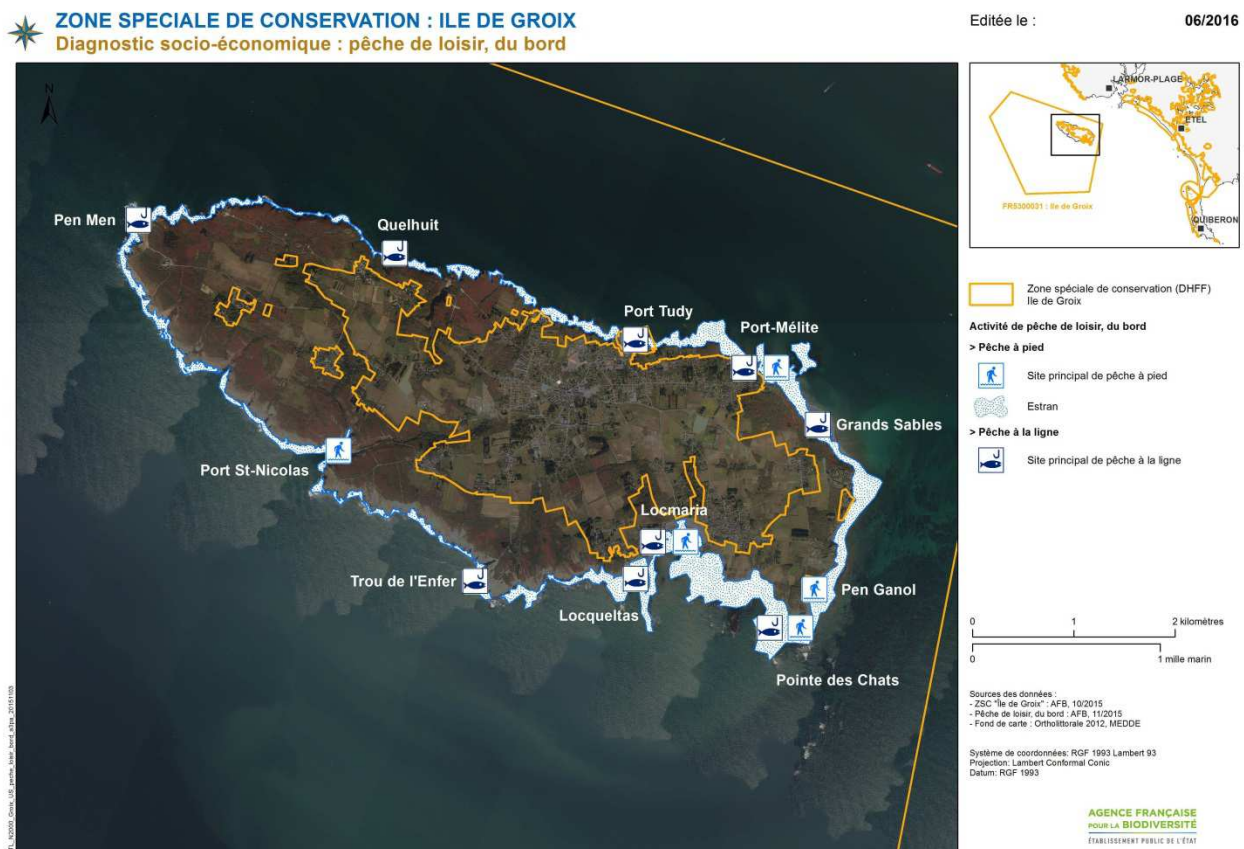 ZONE SPECIALE DE CONSERVATION : ILE DE GROIX
Diagnostic socio-économique : pêche de loisir, du bord
Editée le :
06/2016
N
Pen Men
Quelhuit
Port Tudy
Port-Mélite
Grands Sables
Port St-Nicolas
Locmaria
Trou de l'Enfer
Pen Ganol
Locqueltas
Pointe des Chats
LARMOR-PLAGE
ETEL
FR5300031 : Ile de Groix
QUIBERON
Zone spéciale de conservation (DHFF)
Ile de Groix
Activité de pêche de loisir, du bord
> Pêche à pied
Site principal de pêche à pied
Estran
> Pêche à la ligne
Site principal de pêche à la ligne
0 1 2 kilomètres
0 1 mille marin
Sources des données :
- ZSC "Île de Groix" : AFB, 10/2015
- Pêche de loisir, du bord : AFB, 11/2015
- Fond de carte : Ortholittorale 2012, MEDDE
Système de coordonnées: RGF 1993 Lambert 93
Projection: Lambert Conformal Conic
Datum: RGF 1993
AGENCE FRANÇAISE
POUR LA BIODIVERSITÉ
ÉTABLISSEMENT PUBLIC DE L'ÉTAT